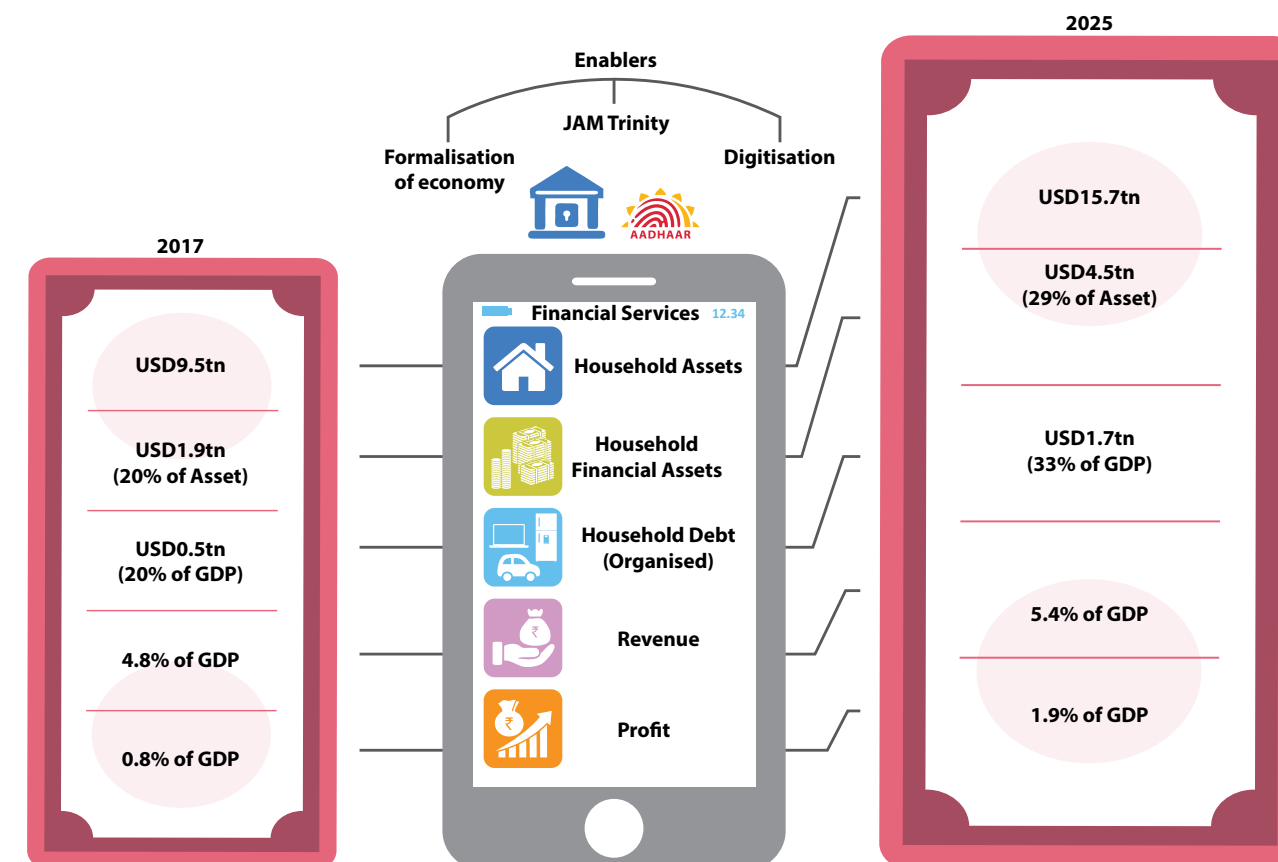 2025
Enablers
JAM Trinity
Formalisation
of economy
Digitisation
AADHAAR
2017
USD9.5tn
USD1.9tn
(20% of Asset)
USD0.5tn
(20% of GDP)
4.8% of GDP
0.8% of GDP
Financial Services 12.34
Household Assets
Household
Financial Assets
Household Debt
(Organised)
₹
Revenue
₹
Profit
USD15.7tn
USD4.5tn
(29% of Asset)
USD1.7tn
(33% of GDP)
5.4% of GDP
1.9% of GDP